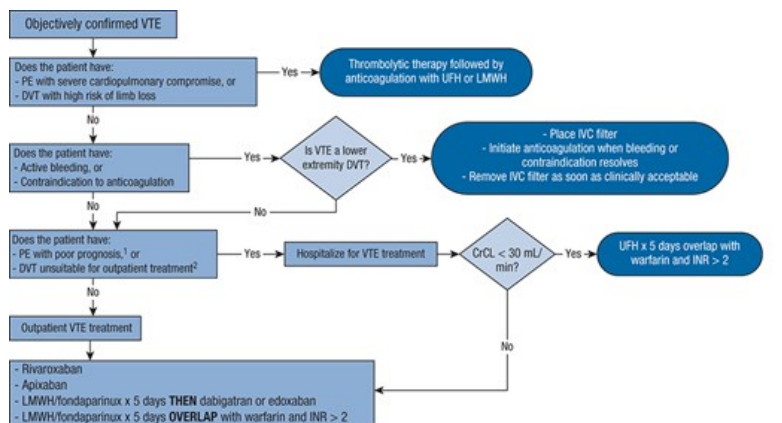 Objectively confirmed VTE
Does the patient have:
- PE with severe cardiopulmonary compromise, or
- DVT with high risk of limb loss
Yes
Thrombolytic therapy followed by
anticoagulation with UFH or LMWH
No
Does the patient have:
- Active bleeding, or
- Contraindication to anticoagulation
Yes
Is VTE a lower
extremity DVT?
Yes
- Place IVC filter
- Initiate anticoagulation when bleeding or
contraindication resolves
- Remove IVC filter as soon as clinically acceptable
No
No
Does the patient have:
- PE with poor prognosis,1 or
- DVT unsuitable for outpatient treatment2
Yes
Hospitalize for VTE treatment
CrCL < 30 mL/
min?
Yes
UFH x 5 days overlap with
warfarin and INR > 2
No
Outpatient VTE treatment
No
- Rivaroxaban
- Apixaban
- LMWH/fondaparinux x 5 days THEN dabigatran or edoxaban
- LMWH/fondaparinux x 5 days OVERLAP with warfarin and INR > 2